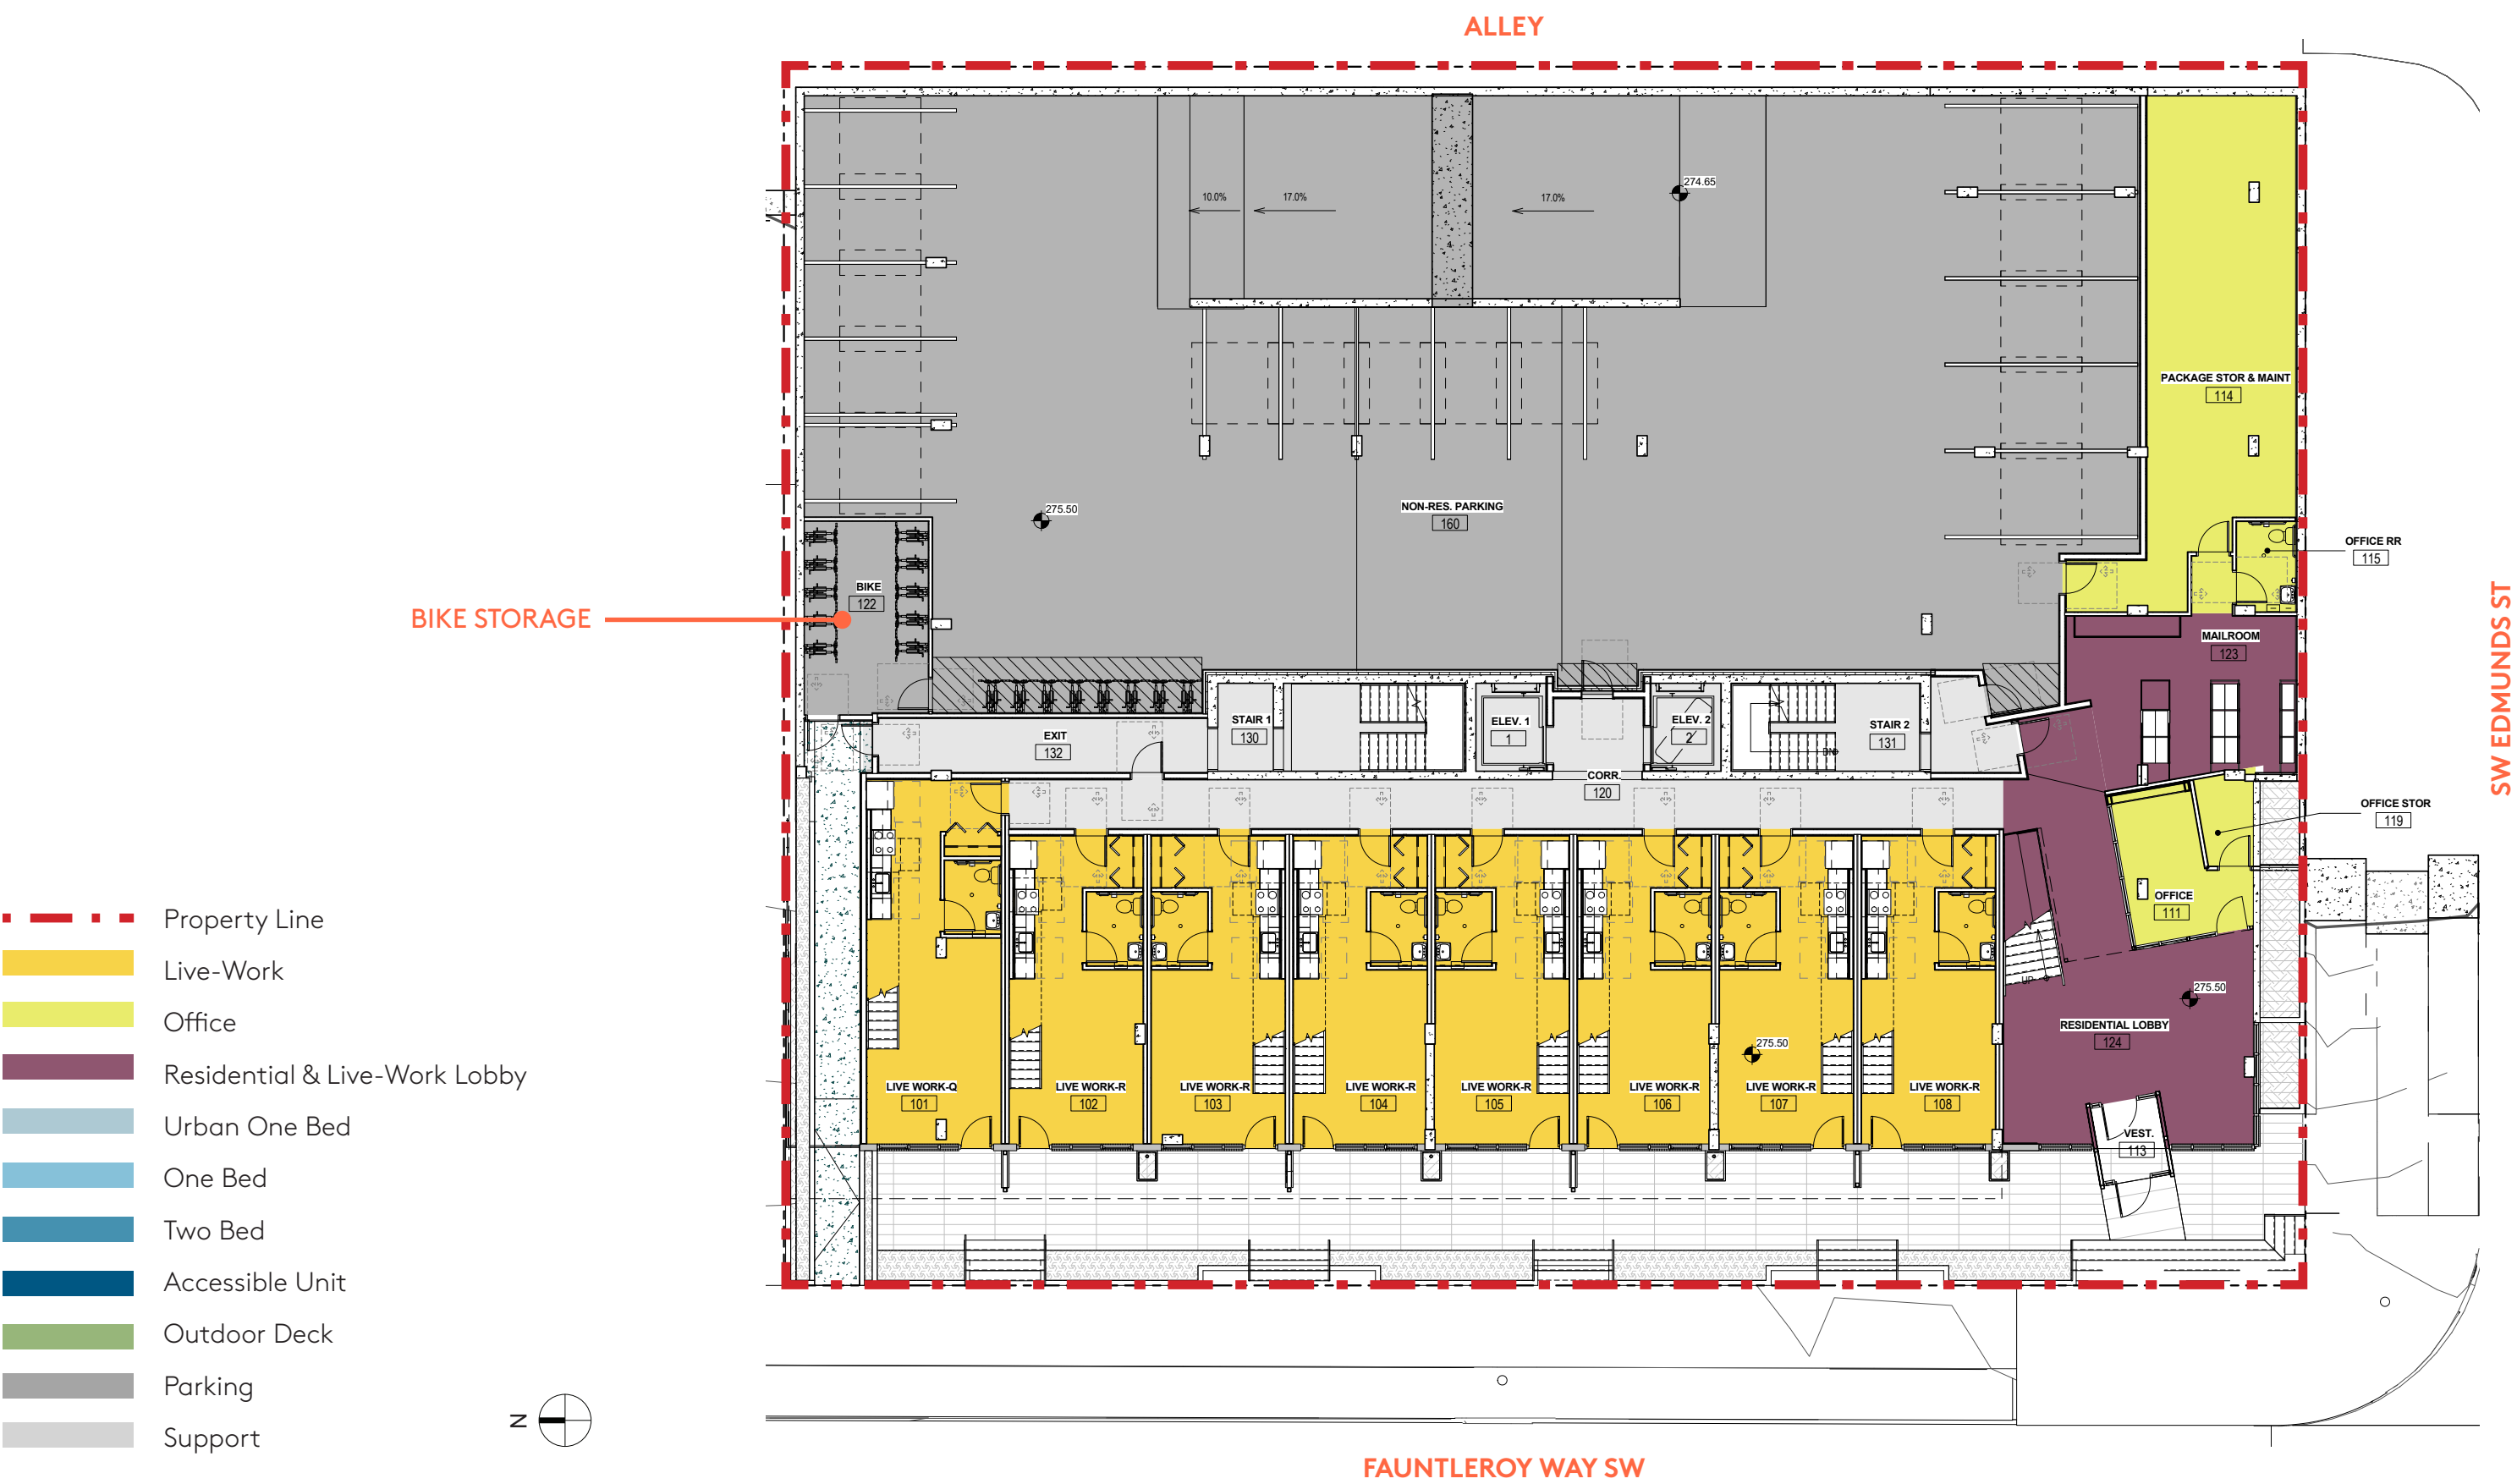 ALLEY
10.0%
17.0%
17.0%
274.65
PACKAGE STOR & MAINT
114
275.50
NON-RES. PARKING
160
OFFICE RR
115
BIKE
122
BIKE STORAGE
SW EDMUNDS ST
MAILROOM
123
STAIR 1
130
ELEV. 1
1
ELEV. 2
2
STAIR 2
131
DN
EXIT
132
CORR.
120
OFFICE STOR
119
OFFICE
111
UP
275.50
RESIDENTIAL LOBBY
124
275.50
LIVE WORK-Q
101
LIVE WORK-R
102
LIVE WORK-R
103
LIVE WORK-R
104
LIVE WORK-R
105
LIVE WORK-R
106
LIVE WORK-R
107
LIVE WORK-R
108
VEST.
113
Property Line
Live-Work
Office
Residential & Live-Work Lobby
Urban One Bed
One Bed
Two Bed
Accessible Unit
Outdoor Deck
Parking
Support
N
FAUNTLEROY WAY SW